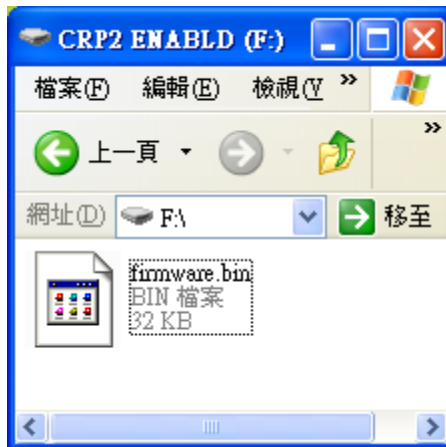 CRP2 ENABLD (F:)
檔案(F) 編輯(E) 檢視(V »
上一頁 »
網址(D) F:\ 移至
firmware.bin
BIN 檔案
32 KB